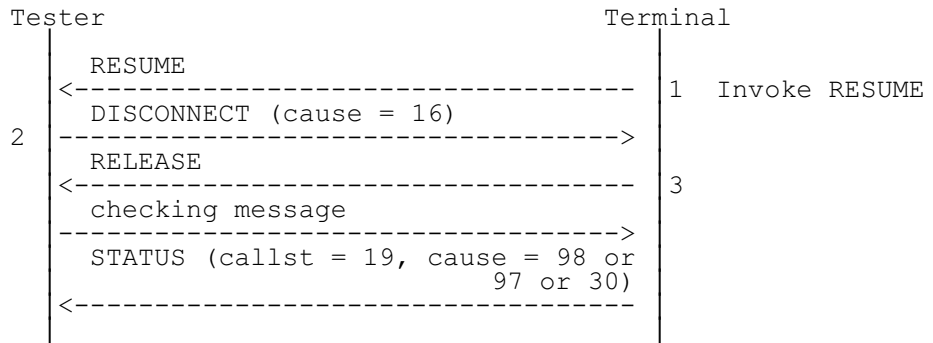 Tester Terminal
RESUME
<----------------------------------- 1 Invoke RESUME
DISCONNECT (cause = 16)
2 ----------------------------------->
RELEASE
<----------------------------------- 3
checking message
----------------------------------->
STATUS (callst = 19, cause = 98 or
97 or 30)
<-----------------------------------